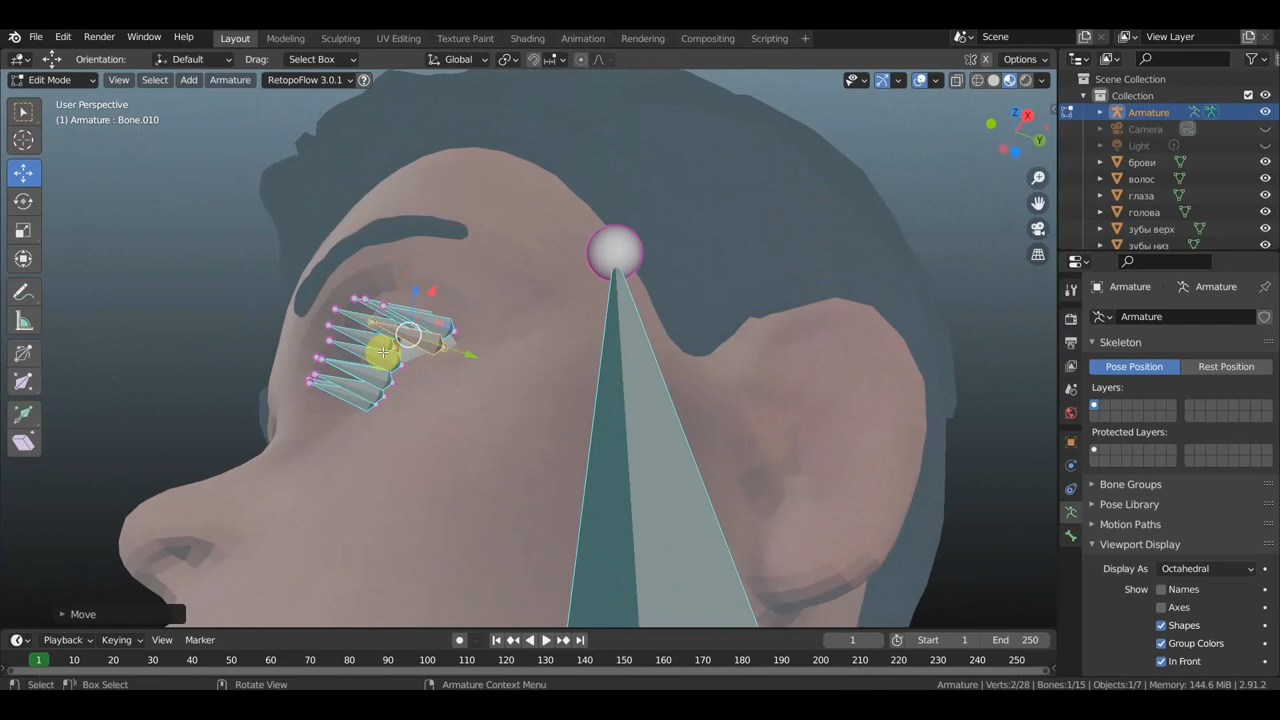 File Edit Render Window Help Layout Modeling Sculpting UV Editing Texture Paint Shading Animation Rendering Compositing Scripting + Scene View Layer
Orientation: Default Drag: Select Box Global X Options
Edit Mode View Select Add Armature RetopoFlow 3.0.1
User Perspective
(1) Armature : Bone.010
Z X Y
Scene Collection
Collection
Armature
Camera
Light
брови
волос
глаза
голова
зубы верх
зубы низ
Armature Armature
Armature
Skeleton
Pose Position Rest Position
Layers:
Protected Layers:
Bone Groups
Pose Library
Motion Paths
Viewport Display
Display As Octahedral
Show Names
Axes
Shapes
Group Colors
In Front
Move
Playback Keying View Marker 1 Start 1 End 250
1 10 20 30 40 50 60 70 80 90 100 110 120 130 140 150 160 170 180 190 200 210 220 230 240 250
Select Box Select Rotate View Armature Context Menu Armature | Verts:2/28 | Bones:1/15 | Objects:1/7 | Memory: 144.6 MiB | 2.91.2